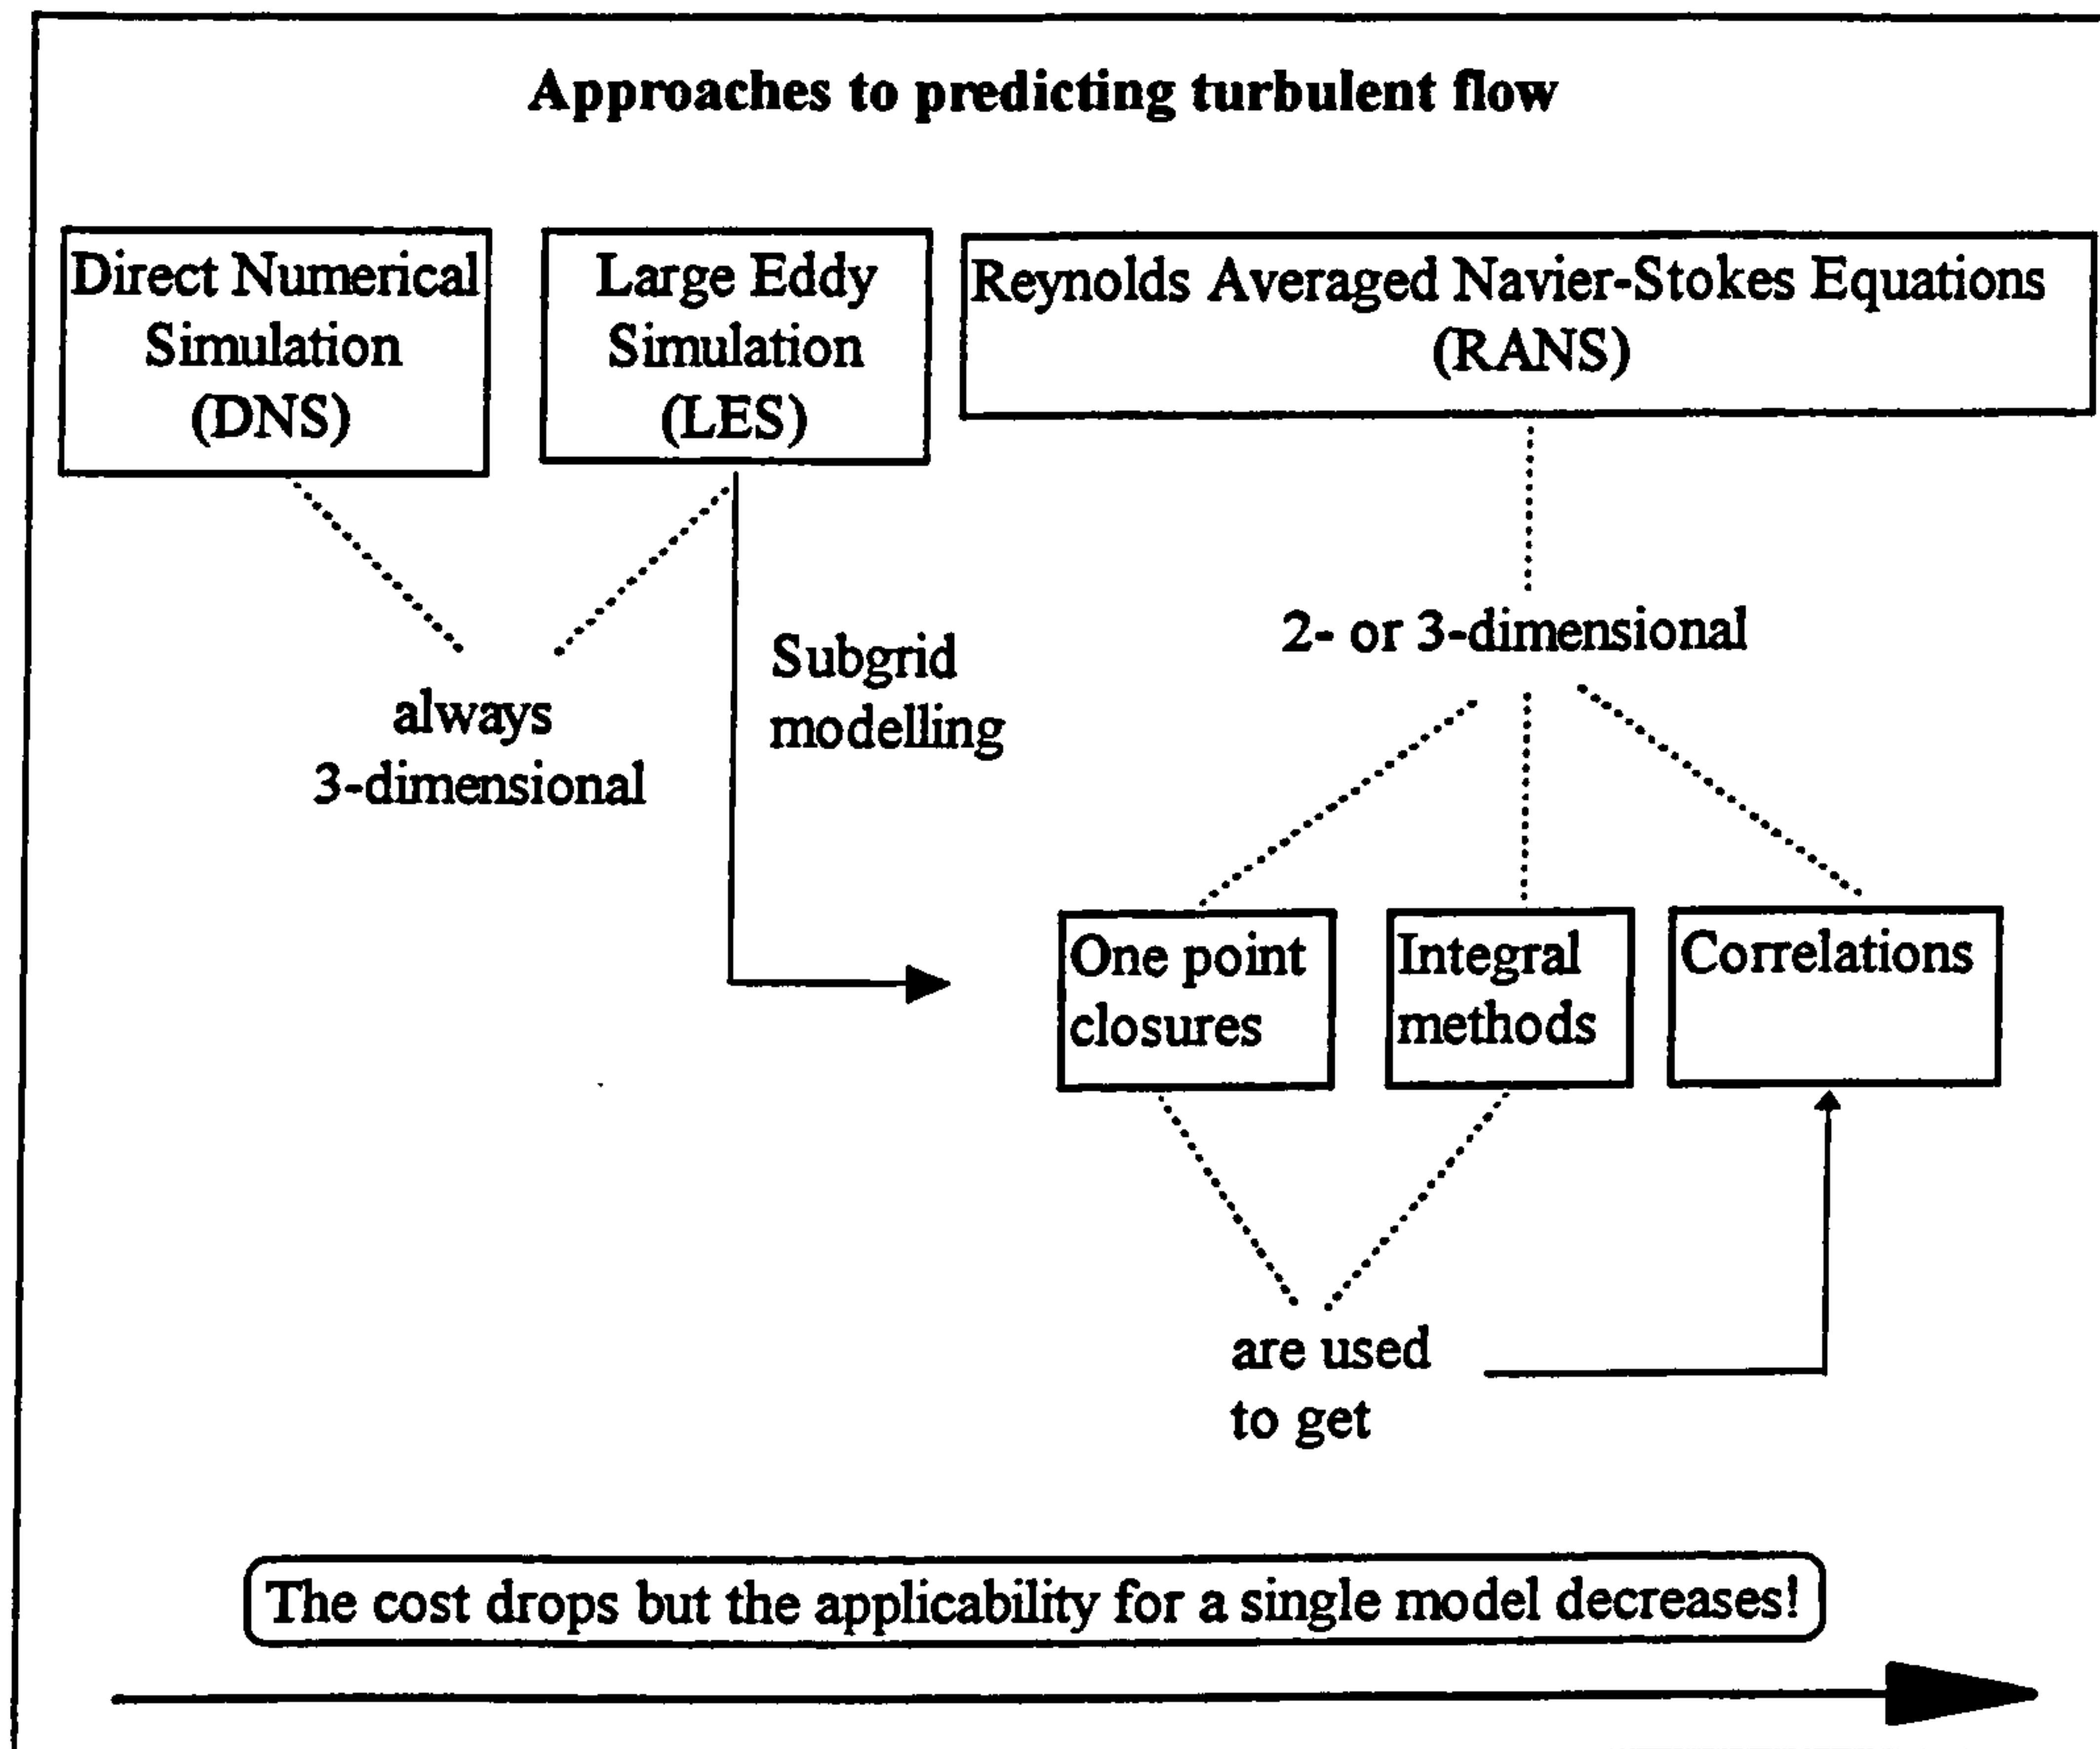 Approaches to predicting turbulent flow
Direct Numerical
Simulation
(DNS)
Large Eddy
Simulation
(LES)
Reynolds Averaged Navier-Stokes Equations
(RANS)
always
3-dimensional
Subgrid
modelling
2- or 3-dimensional
One point
closures
Integral
methods
Correlations
are used
to get
The cost drops but the applicability for a single model decreases!